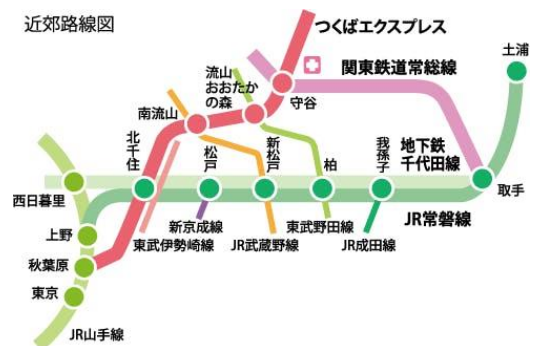 近郊路線図
つくばエクスプレス
土浦
関東鉄道常総線
流山
おおたか
の森
守谷
南流山
北千住
松戸
新松戸
柏
我孫子
地下鉄
千代田線
取手
西日暮里
JR常磐線
上野
新京成線
東武野田線
JR成田線
東武伊勢崎線
JR武蔵野線
秋葉原
東京
JR山手線